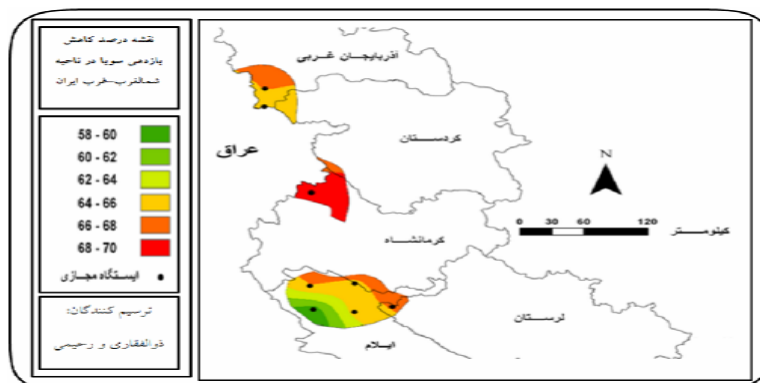 نقشه درصد کاهش
بازدهی سویا در ناحیه
شمالغرب-غرب ایران
58 - 60
60 - 62
62 - 64
64 - 66
66 - 68
68 - 70
ایستگاه مجازی
ترسیم کنندگان:
ذوالفقاری و رحیمی
آذربایجان غربی
کردستان
عراق
N
0 30 60 120
کیلومتر
کرمانشاه
لرستان
ایلام